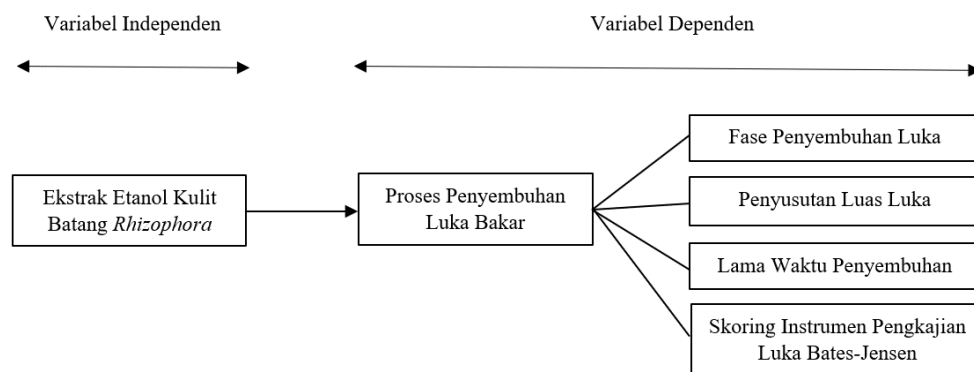 Variabel Independen
Variabel Dependen
Fase Penyembuhan Luka
Ekstrak Etanol Kulit
Batang Rhizophora
Proses Penyembuhan
Luka Bakar
Penyusutan Luas Luka
Lama Waktu Penyembuhan
Skoring Instrumen Pengkajian
Luka Bates-Jensen